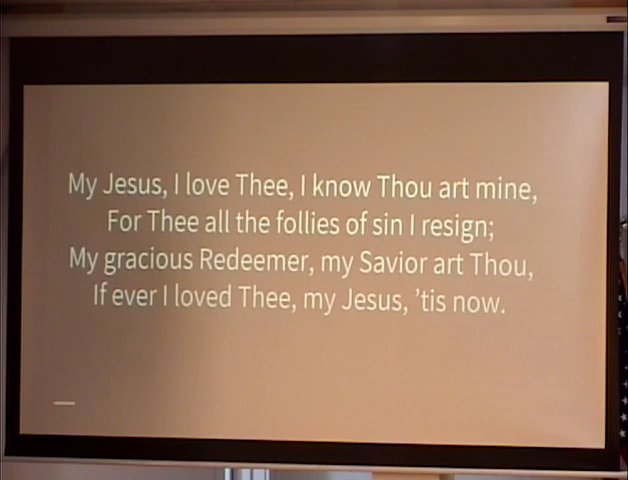 My Jesus, I love Thee, I know Thou art mine,
For Thee all the follies of sin I resign;
My gracious Redeemer, my Savior art Thou,
If ever I loved Thee, my Jesus, ’tis now.